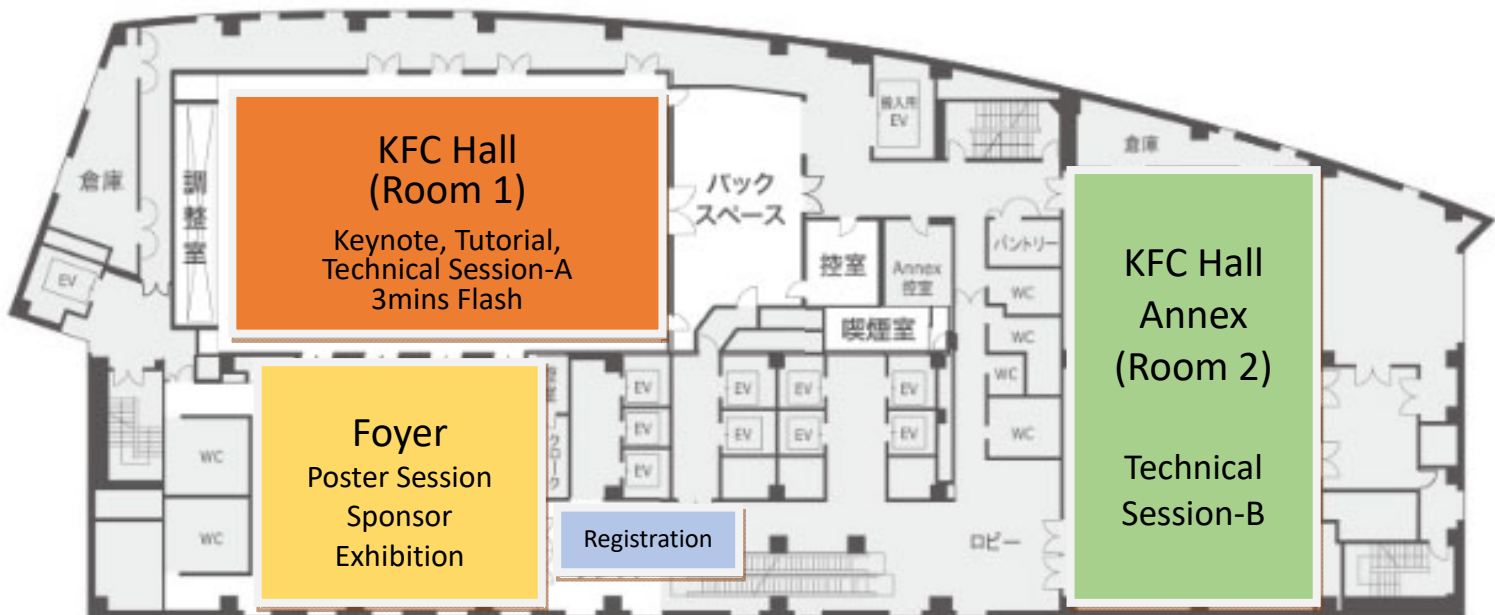 KFC Hall
(Room 1)
Keynote, Tutorial,
Technical Session-A
3mins Flash
倉庫
調整室
EV
バック
スペース
搬入用
EV
控室
Annex
控室
喫煙室
パントリー
WC
WC
WC
WC
倉庫
KFC Hall
Annex
(Room 2)
Technical
Session-B
Foyer
Poster Session
Sponsor
Exhibition
WC
WC
クローク
EV
EV
EV
EV
EV
EV
EV
EV
EV
Registration
ロビー